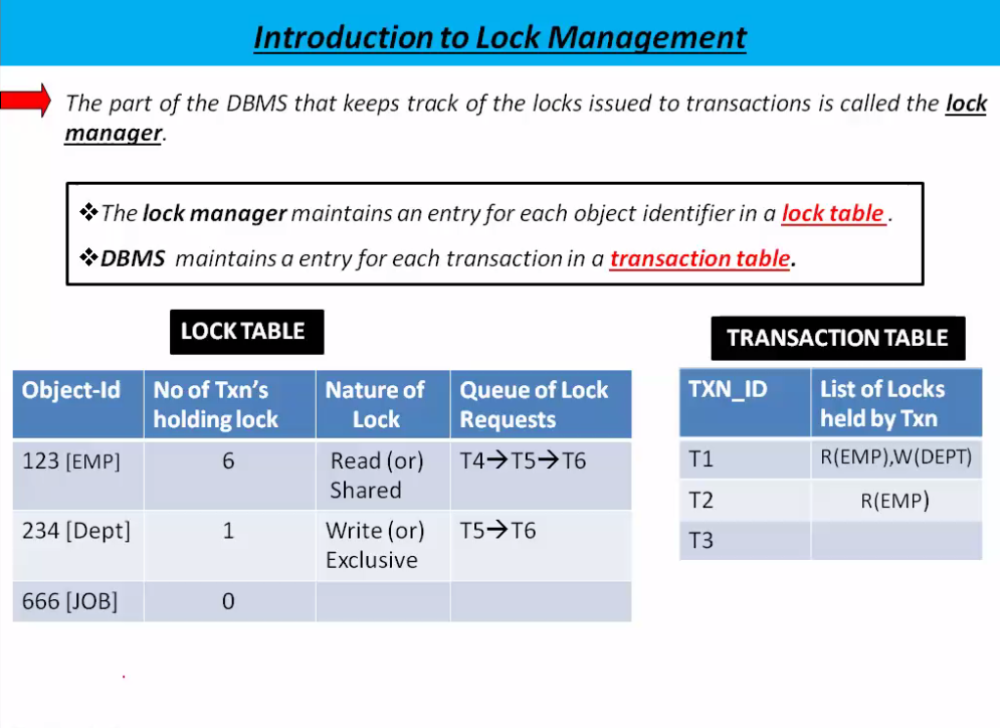 Introduction to Lock Management
The part of the DBMS that keeps track of the locks issued to transactions is called the lock
manager.
❖The lock manager maintains an entry for each object identifier in a lock table .
❖DBMS maintains a entry for each transaction in a transaction table.
LOCK TABLE
Object-Id No of Txn’s Nature of Queue of Lock
holding lock Lock Requests
123 [EMP] 6 Read (or) T4→T5→T6
Shared
234 [Dept] 1 Write (or) T5→T6
Exclusive
666 [JOB] 0
TRANSACTION TABLE
TXN_ID List of Locks
held by Txn
T1 R(EMP),W(DEPT)
T2 R(EMP)
T3